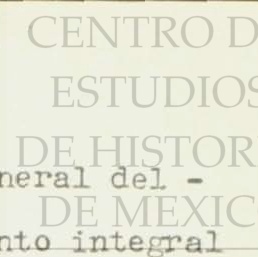 CENTRO D
ESTUDIOS
DE HISTOR
neral del -
DE MEXIC
nto integral